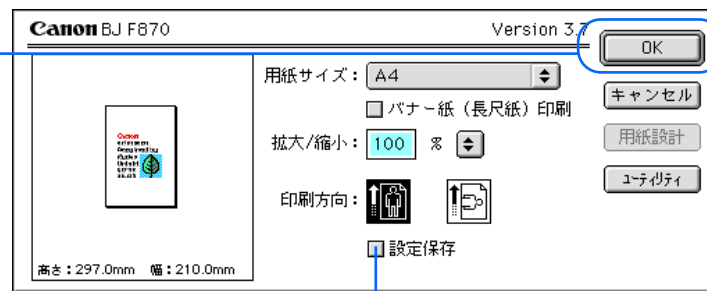 Canon BJ F870
Version 3.7
OK
用紙サイズ: A4
バナー紙(長尺紙)印刷
キャンセル
拡大/縮小: 100 %
用紙設計
印刷方向:
ユーティリティ
設定保存
高さ:297.0mm 幅:210.0mm
Canon